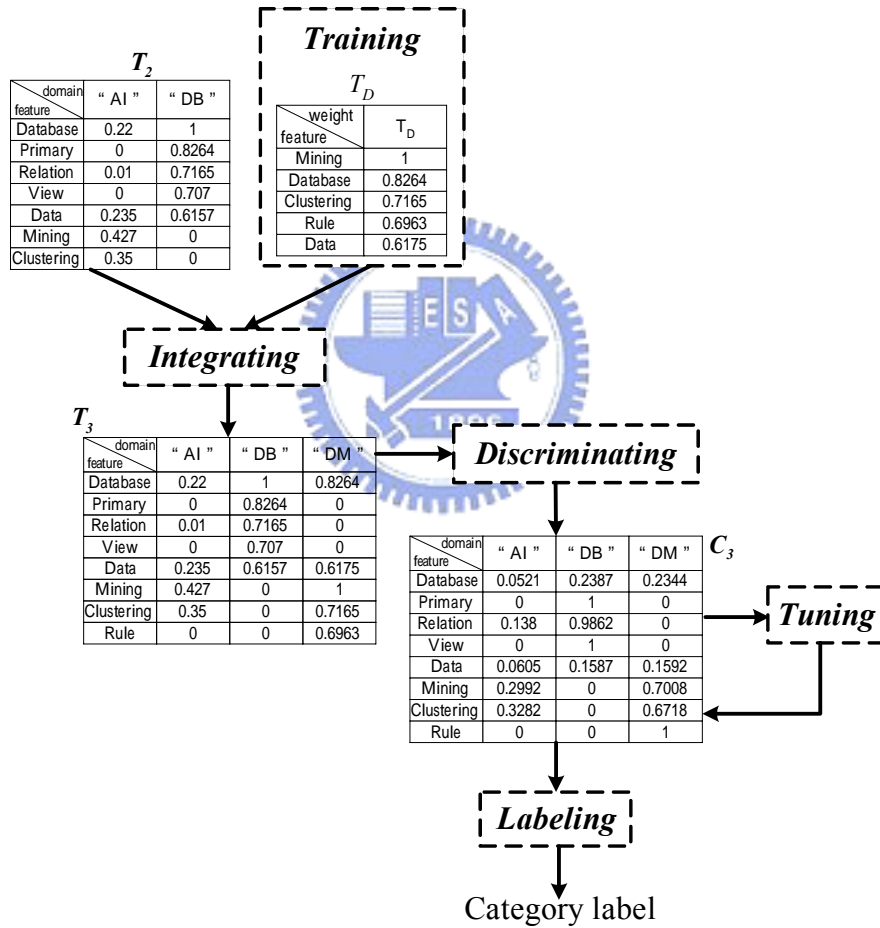 Training
T2
domain feature “ AI ” “ DB ”
Database 0.22 1
Primary 0 0.8264
Relation 0.01 0.7165
View 0 0.707
Data 0.235 0.6157
Mining 0.427 0
Clustering 0.35 0
TD
weight feature TD
Mining 1
Database 0.8264
Clustering 0.7165
Rule 0.6963
Data 0.6175
E S A
1896
Integrating
T3
domain feature “ AI ” “ DB ” “ DM ”
Database 0.22 1 0.8264
Primary 0 0.8264 0
Relation 0.01 0.7165 0
View 0 0.707 0
Data 0.235 0.6157 0.6175
Mining 0.427 0 1
Clustering 0.35 0 0.7165
Rule 0 0 0.6963
Discriminating
C3
domain feature “ AI ” “ DB ” “ DM ”
Database 0.0521 0.2387 0.2344
Primary 0 1 0
Relation 0.138 0.9862 0
View 0 1 0
Data 0.0605 0.1587 0.1592
Mining 0.2992 0 0.7008
Clustering 0.3282 0 0.6718
Rule 0 0 1
Tuning
Labeling
Category label